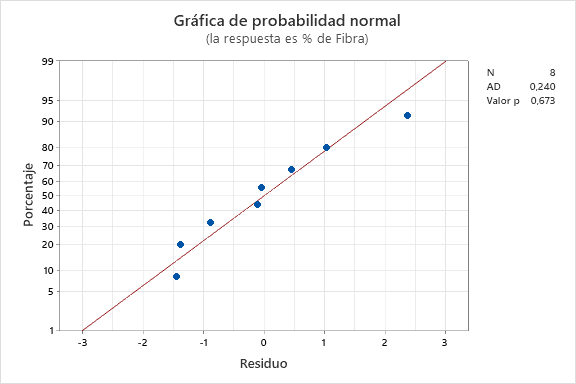 Gráfica de probabilidad normal
(la respuesta es % de Fibra)
N 8
AD 0,240
Valor p 0,673
Porcentaje
99
95
90
80
70
60
50
40
30
20
10
5
1
-3 -2 -1 0 1 2 3
Residuo